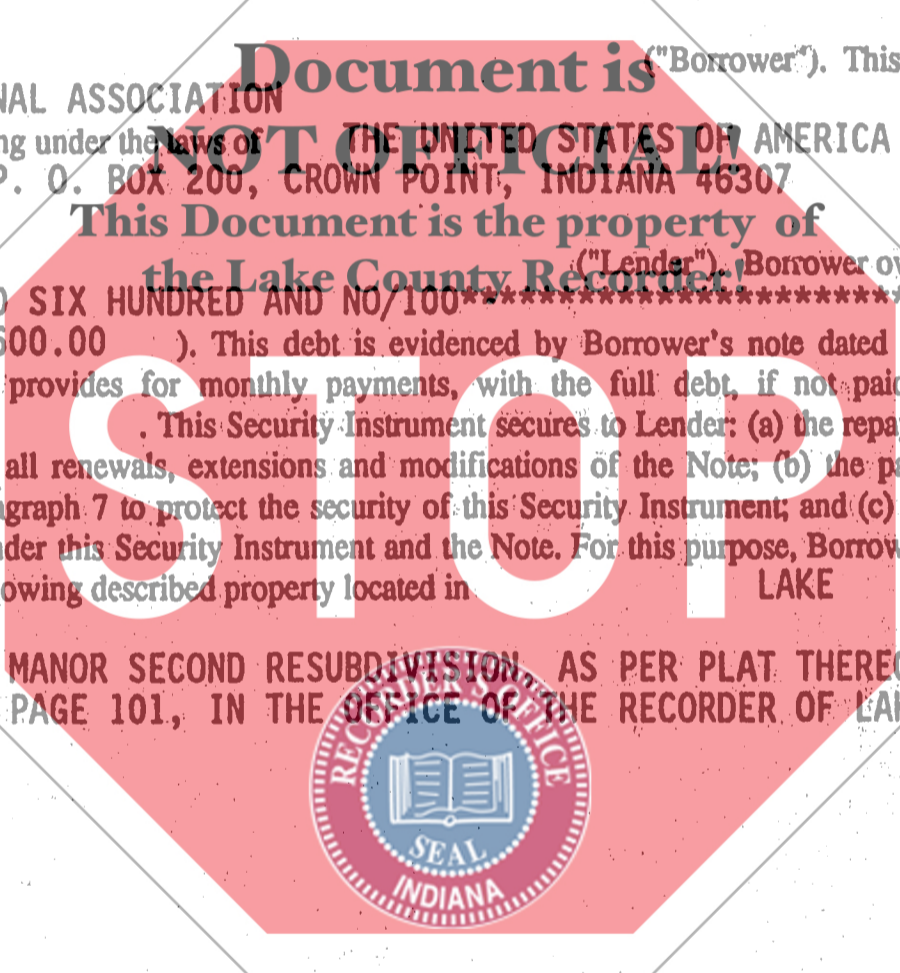 Document is
("Borrower"). This
NAL ASSOCIATION
ng under the laws of THE UNITED STATES OF AMERICA
NOT OFFICIAL!
P. O. BOX 200, CROWN POINT, INDIANA 46307
This Document is the property of
("Lender"). Borrower ow
the Lake County Recorder!
SIX HUNDRED AND NO/100************************
600.00 ). This debt is evidenced by Borrower's note dated
provides for monthly payments, with the full debt, if not paid
. This Security Instrument secures to Lender: (a) the repa
all renewals, extensions and modifications of the Note; (b) the pa
agraph 7 to protect the security of this Security Instrument; and (c)
nder this Security Instrument and the Note. For this purpose, Borrow
owing described property located in LAKE
STOP
MANOR SECOND RESUBDIVISION, AS PER PLAT THEREO
PAGE 101, IN THE OFFICE OF THE RECORDER OF LAK
RECORDER'S OFFICE
SEAL
INDIANA